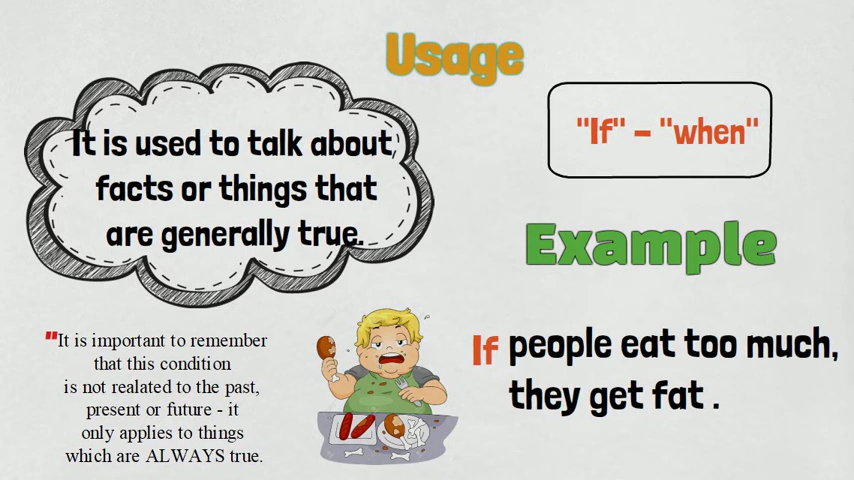 Usage
It is used to talk about
facts or things that
are generally true.
"If" - "when"
Example
"It is important to remember
that this condition
is not realated to the past,
present or future - it
only applies to things
which are ALWAYS true.
If people eat too much,
they get fat .